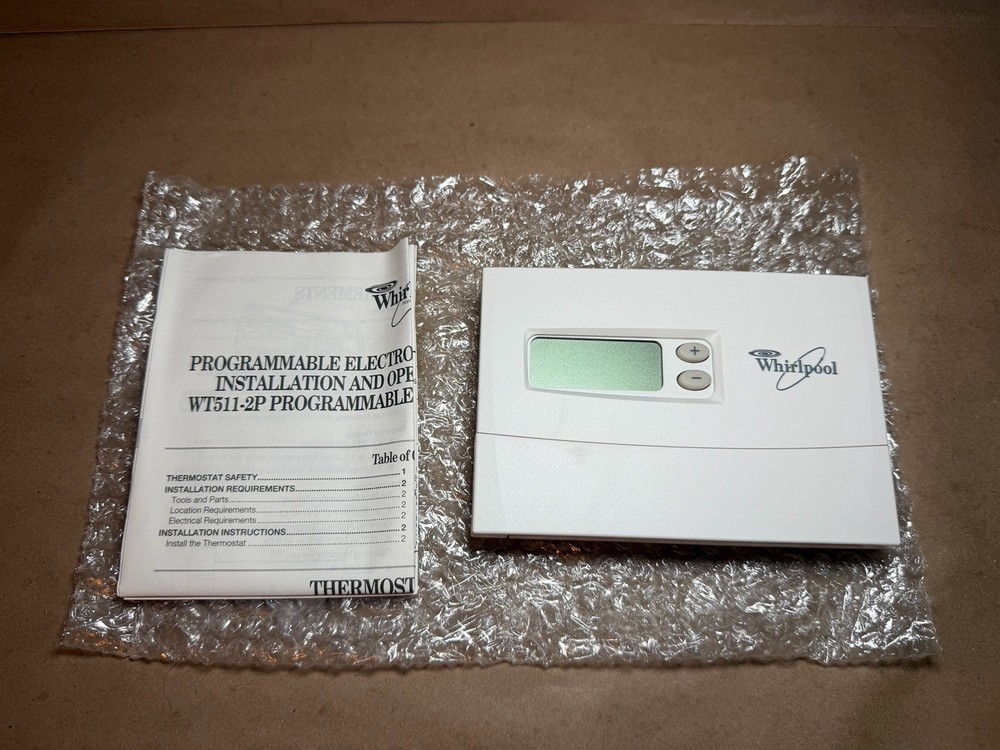 Whir
PROGRAMMABLE ELECTRO-
INSTALLATION AND OPE
WT511-2P PROGRAMMABLE
Table of
THERMOSTAT SAFETY..........1
INSTALLATION REQUIREMENTS..........2
Tools and Parts..........2
Location Requirements..........2
Electrical Requirements..........2
INSTALLATION INSTRUCTIONS..........2
Install the Thermostat..........2
THERMOST
+
−
Whirlpool